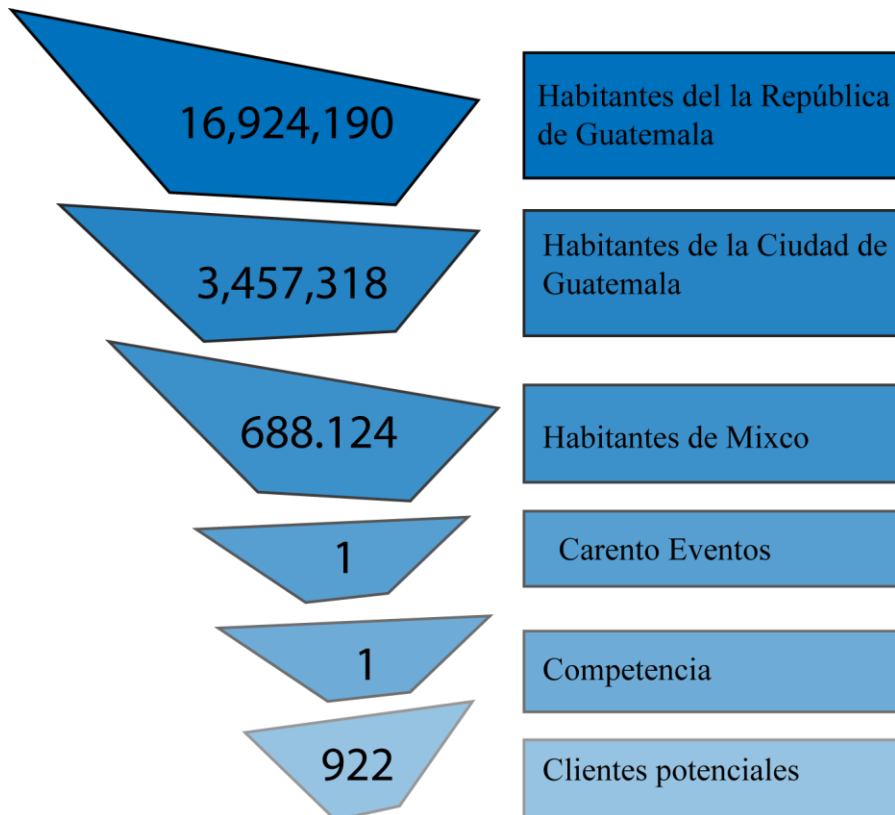 16,924,190
Habitantes del la República
de Guatemala
3,457,318
Habitantes de la Ciudad de
Guatemala
688.124
Habitantes de Mixco
1
Carento Eventos
1
Competencia
922
Clientes potenciales